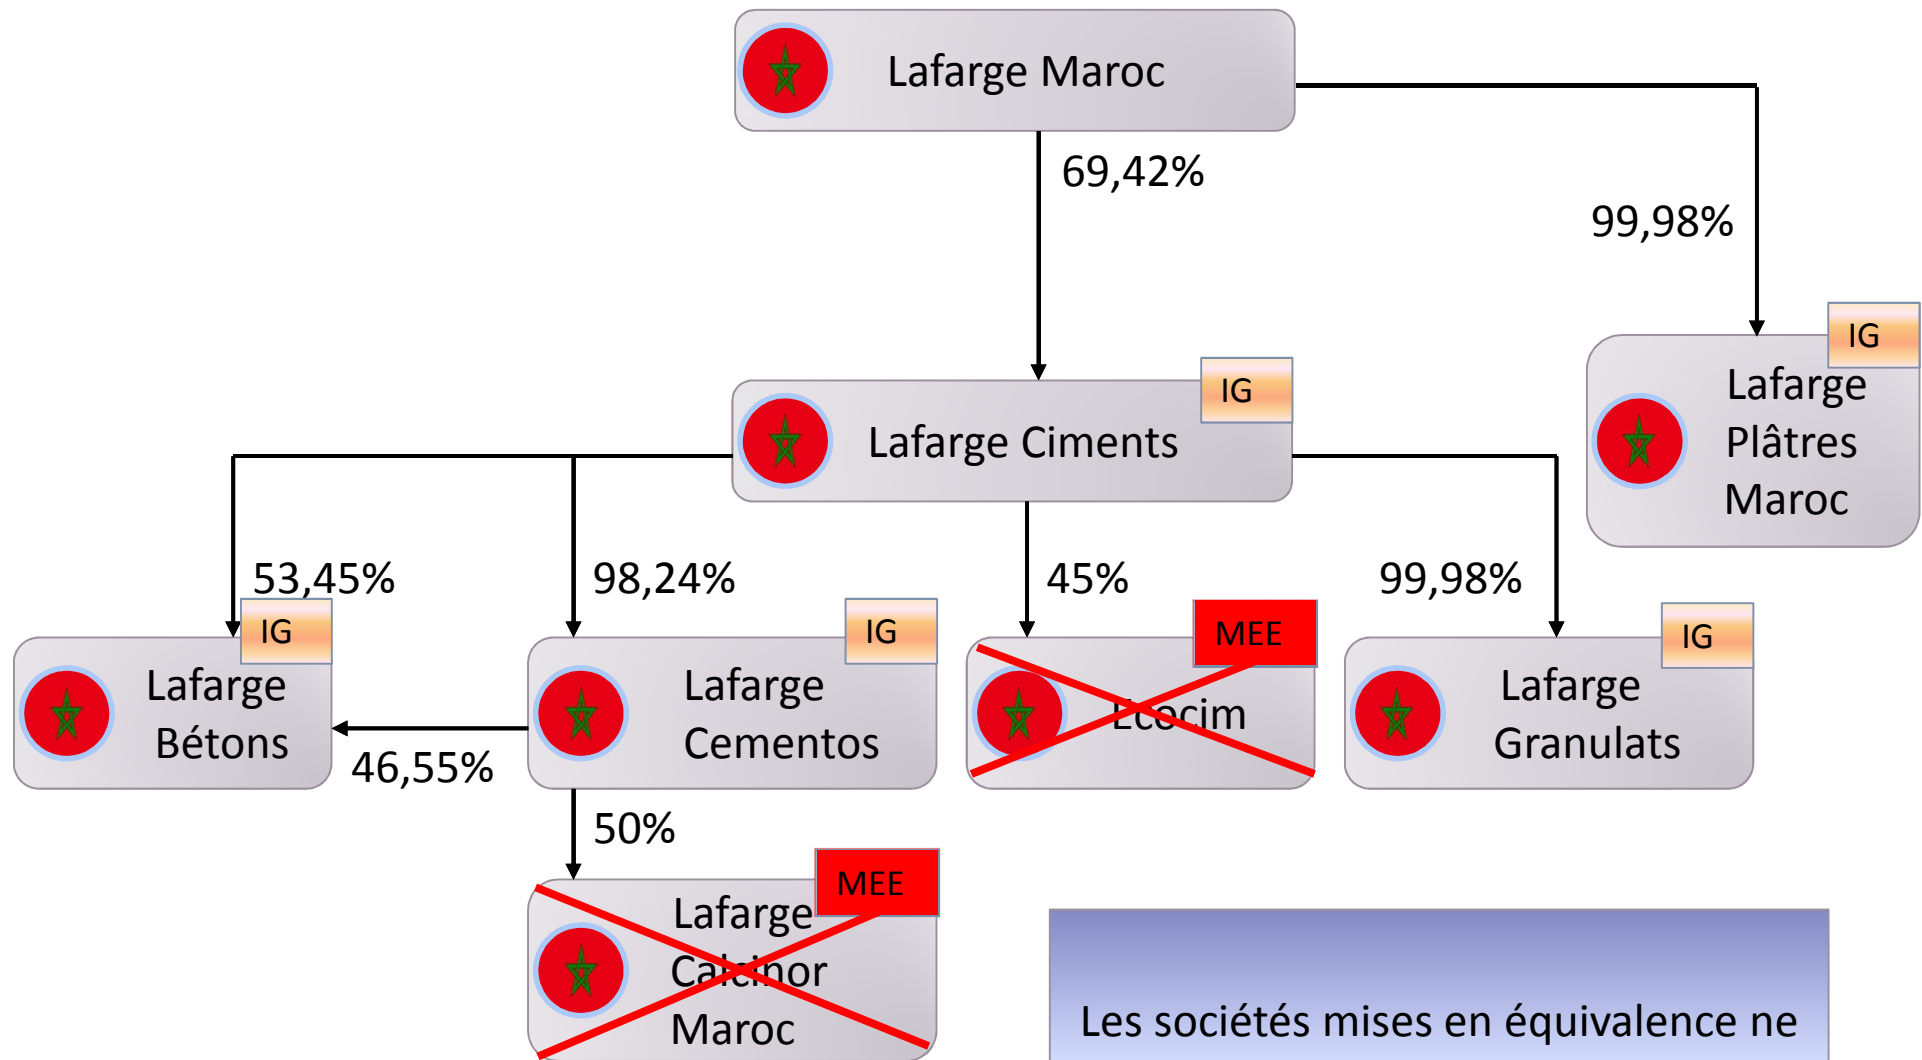 Lafarge Maroc
69,42%
99,98%
IG
Lafarge
Plâtres
Maroc
IG
Lafarge Ciments
53,45%
98,24%
45%
99,98%
IG
Lafarge
Bétons
IG
Lafarge
Cementos
MEE
Ecocim
IG
Lafarge
Granulats
46,55%
50%
MEE
Lafarge
Calcinor
Maroc
Les sociétés mises en équivalence ne